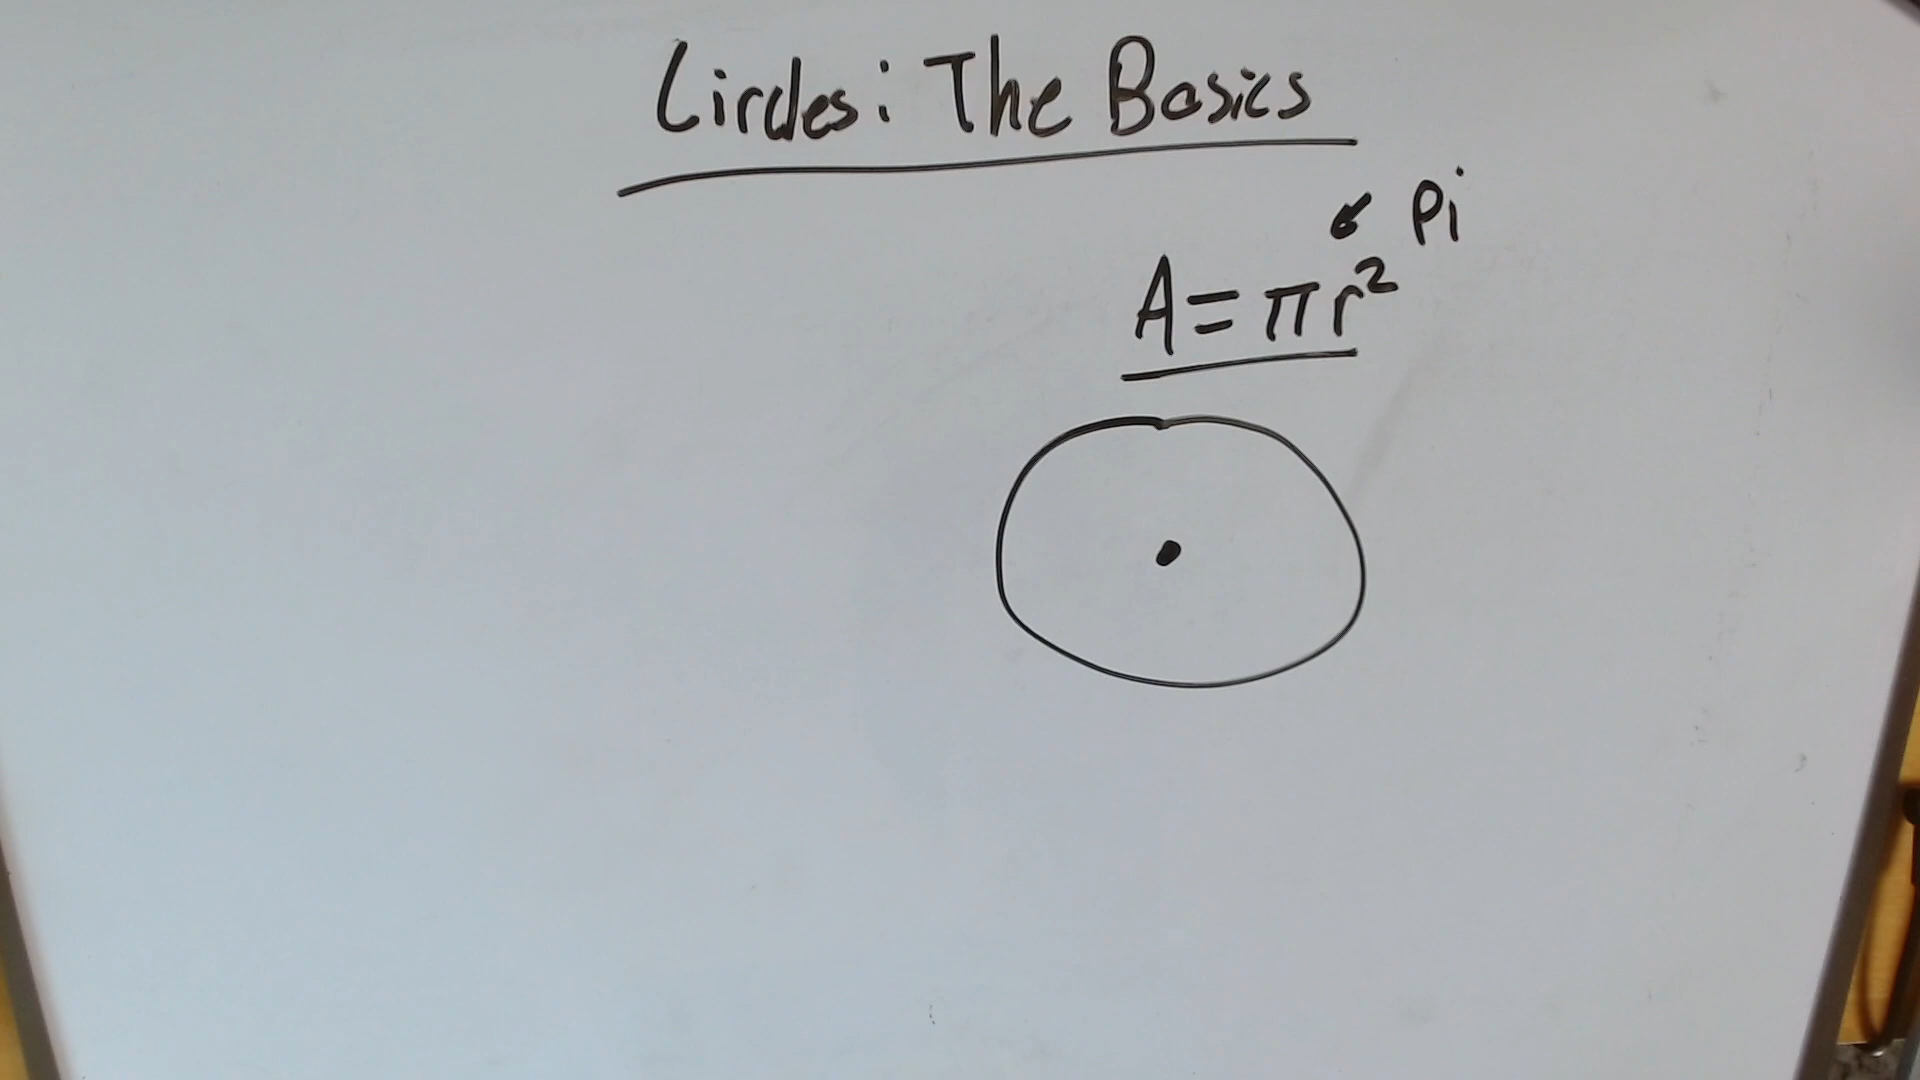 Circles: The Basics
Pi
A = πr²